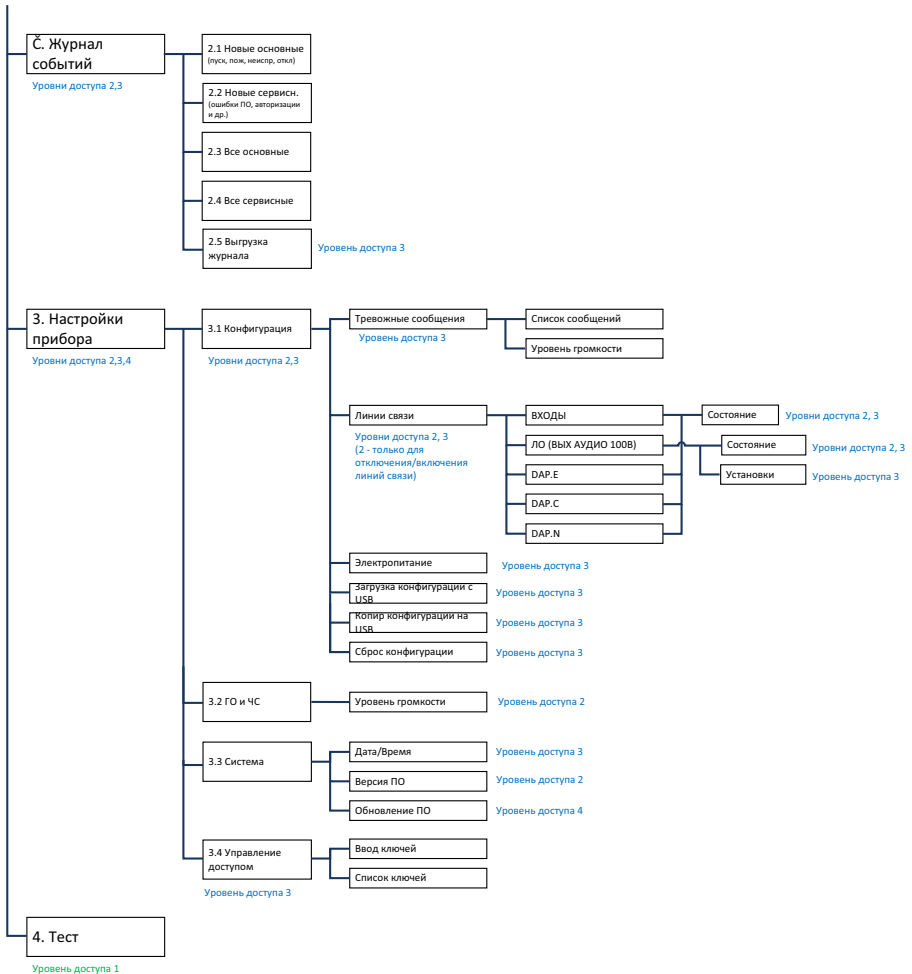 Č. Журнал
событий
Уровни доступа 2,3
2.1 Новые основные
(пуск, пож, неиспр, откл)
2.2 Новые сервисн.
(ошибки ПО, авторизации
и др.)
2.3 Все основные
2.4 Все сервисные
2.5 Выгрузка
журнала
Уровень доступа 3
3. Настройки
прибора
Уровни доступа 2,3,4
3.1 Конфигурация
Уровни доступа 2,3
Тревожные сообщения
Уровень доступа 3
Список сообщений
Уровень громкости
Линии связи
Уровни доступа 2, 3
(2 - только для
отключения/включения
линий связи)
ВХОДЫ
Состояние
Уровни доступа 2, 3
ЛО (ВЫХ АУДИО 100В)
Состояние
Уровни доступа 2, 3
DAP.E
Установки
Уровень доступа 3
DAP.C
DAP.N
Электропитание
Уровень доступа 3
Загрузка конфигурации с
USB
Уровень доступа 3
Копир конфигурации на
USB
Уровень доступа 3
Сброс конфигурации
Уровень доступа 3
3.2 ГО и ЧС
Уровень громкости
Уровень доступа 2
3.3 Система
Дата/Время
Уровень доступа 3
Версия ПО
Уровень доступа 2
Обновление ПО
Уровень доступа 4
3.4 Управление
доступом
Уровень доступа 3
Ввод ключей
Список ключей
4. Тест
Уровень доступа 1